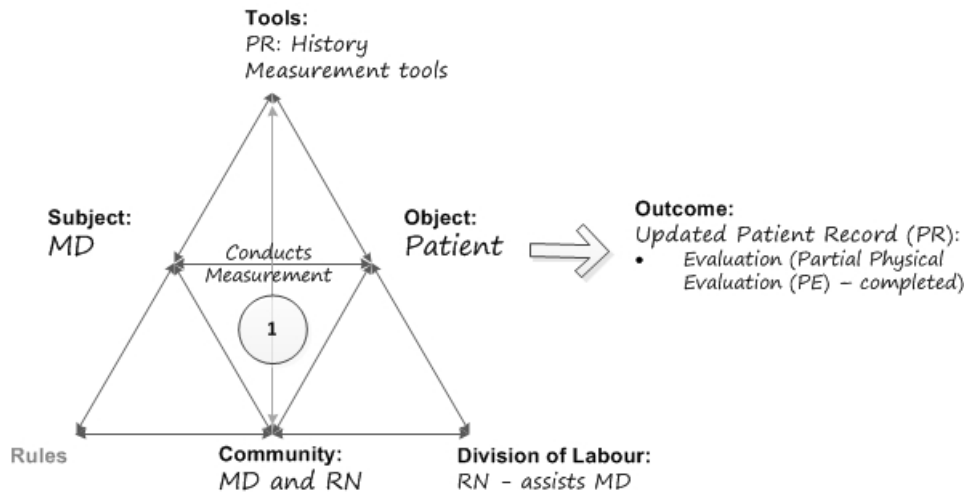 Tools:
PR: History
Measurement tools
Subject:
MD
Object:
Patient
Outcome:
Updated Patient Record (PR):
• Evaluation (Partial Physical
Evaluation (PE) – completed)
Conducts
Measurement
1
Rules
Community:
MD and RN
Division of Labour:
RN - assists MD